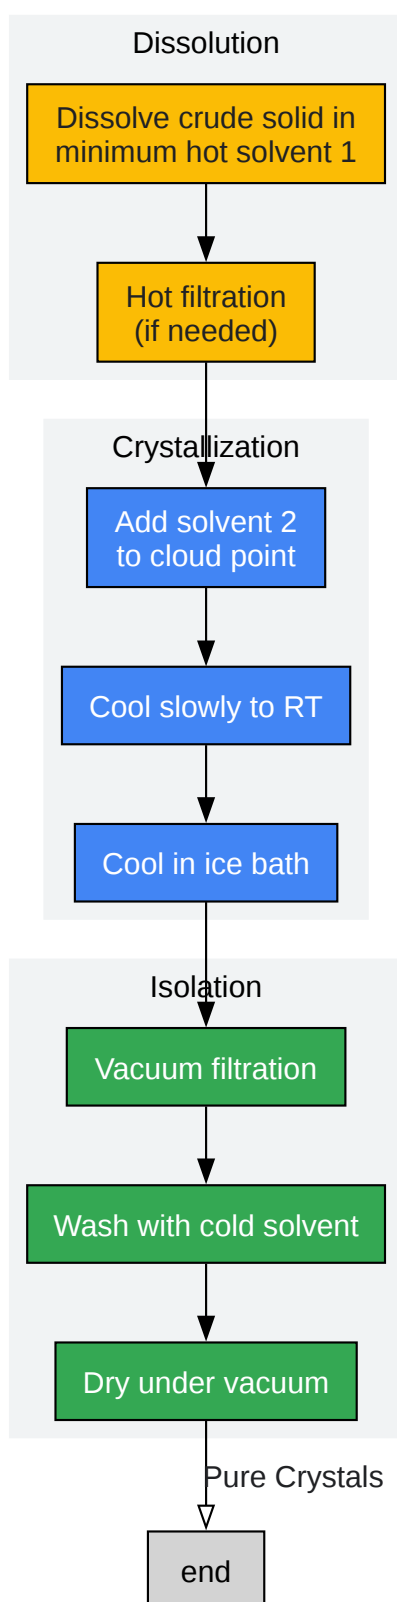 Dissolution
Dissolve crude solid in
minimum hot solvent 1
Hot filtration
(if needed)
Crystallization
Add solvent 2
to cloud point
Cool slowly to RT
Cool in ice bath
Isolation
Vacuum filtration
Wash with cold solvent
Dry under vacuum
Pure Crystals
end